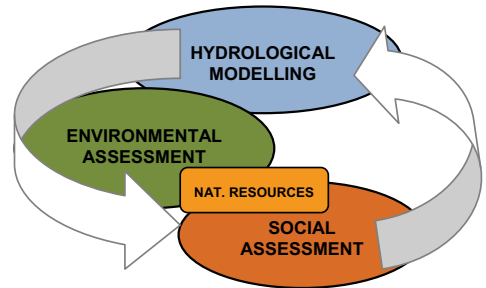 HYDROLOGICAL
MODELLING
ENVIRONMENTAL
ASSESSMENT
NAT. RESOURCES
SOCIAL
ASSESSMENT